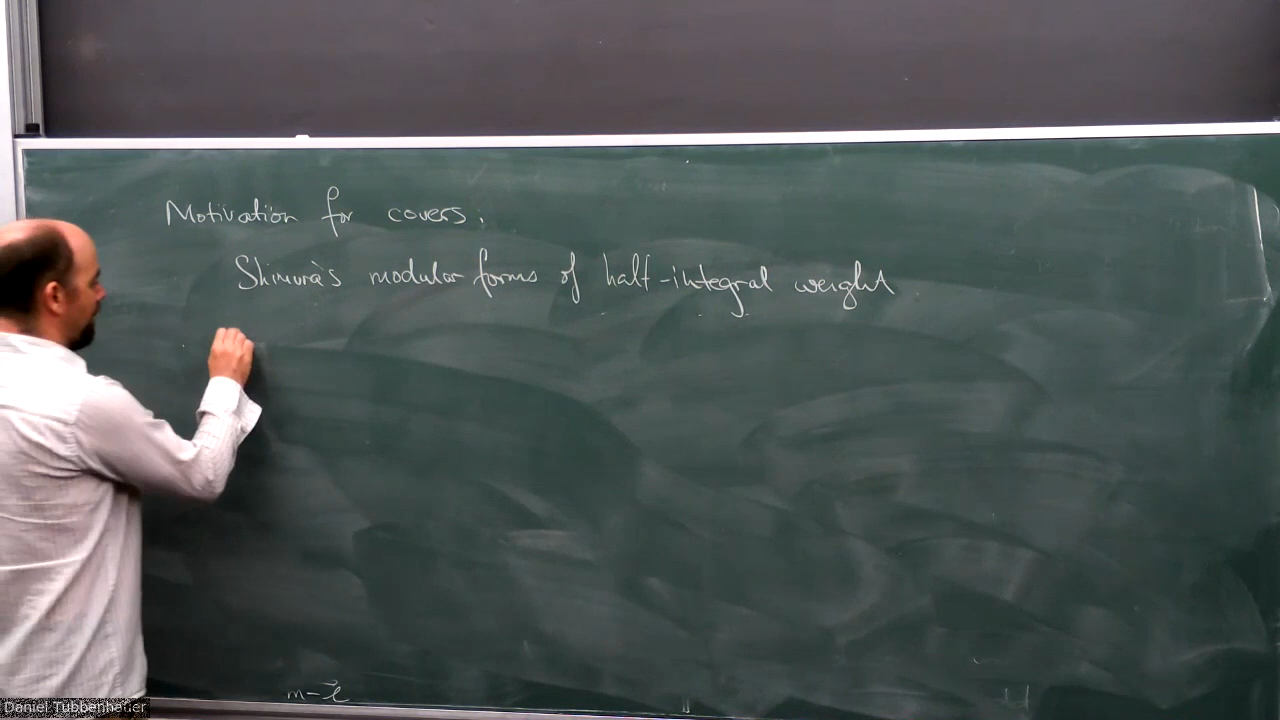 Motivation for covers.
Shimura's modular forms of half-integral weight
Daniel Tubbenhauer